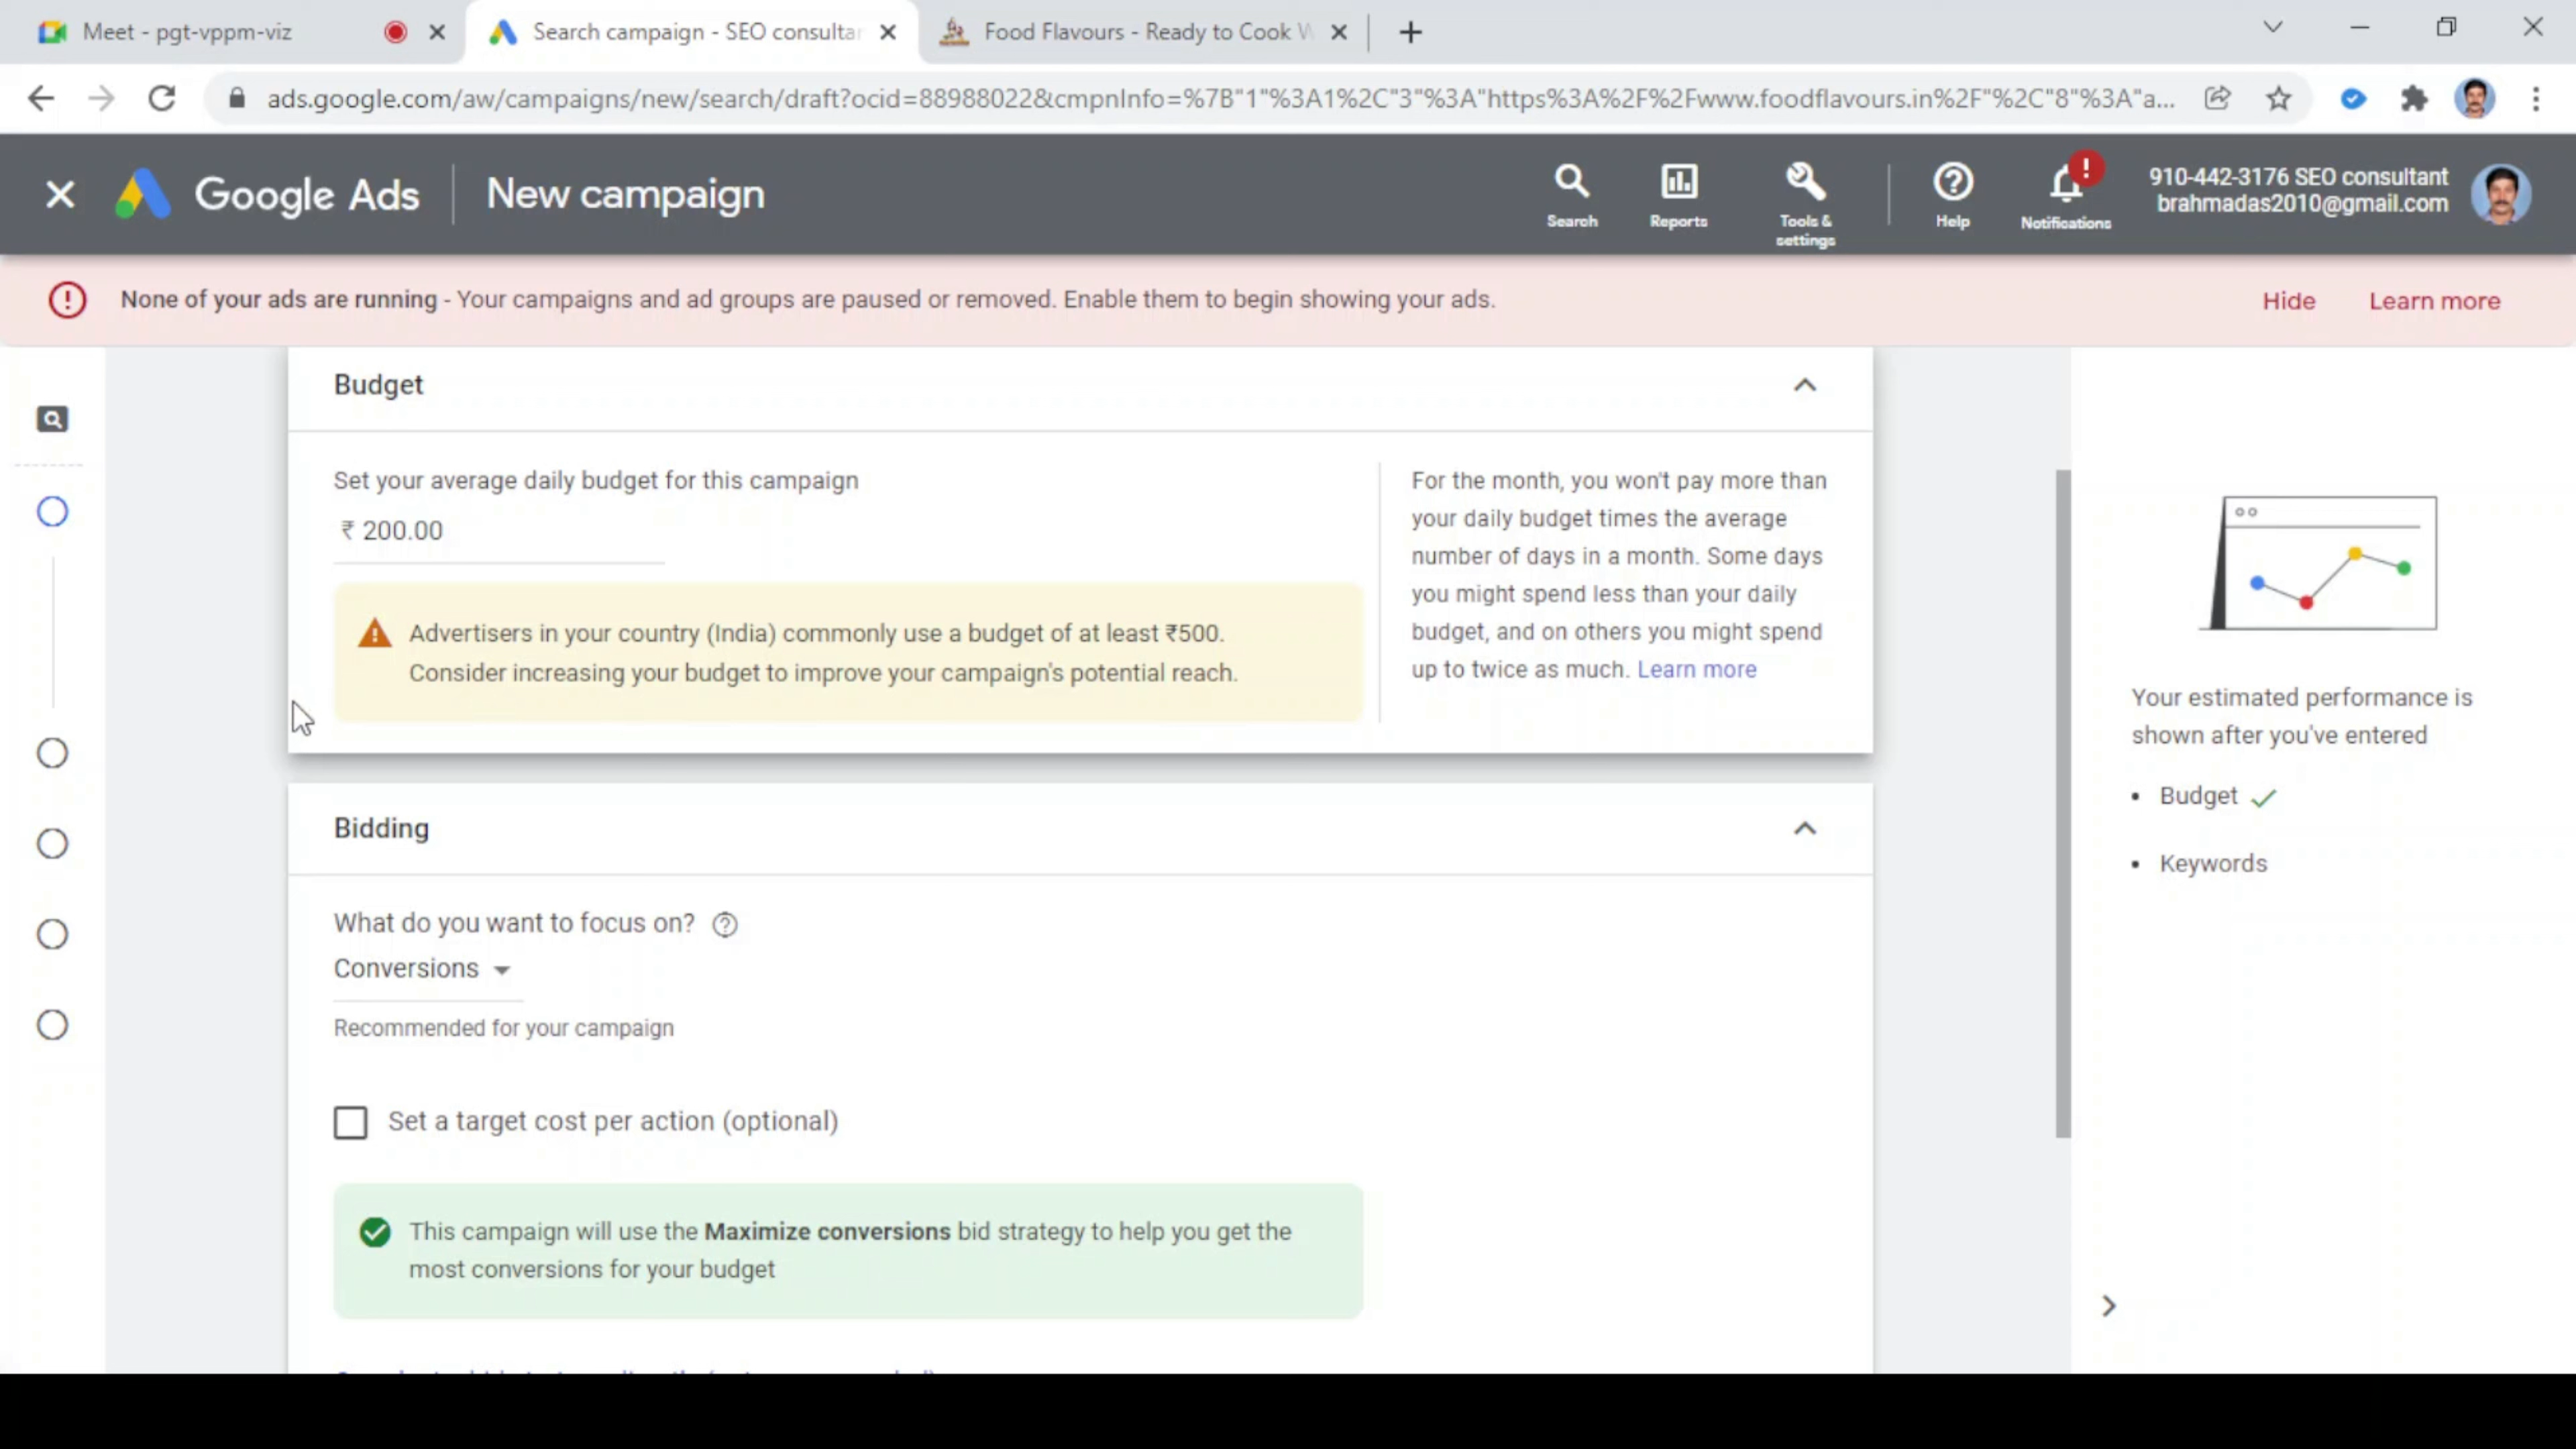 Meet - pgt-vppm-viz
Search campaign - SEO consultan
Food Flavours - Ready to Cook
ads.google.com/aw/campaigns/new/search/draft?ocid=88988022&cmpnInfo=%7B"1"%3A1%2C"3"%3A"https%3A%2F%2Fwww.foodflavours.in%2F"%2C"8"%3A"a...
Google Ads
New campaign
Search
Reports
Tools &
settings
Help
Notifications
910-442-3176 SEO consultant
brahmadas2010@gmail.com
None of your ads are running - Your campaigns and ad groups are paused or removed. Enable them to begin showing your ads.
Hide
Learn more
Budget
Set your average daily budget for this campaign
₹ 200.00
Advertisers in your country (India) commonly use a budget of at least ₹500.
Consider increasing your budget to improve your campaign's potential reach.
For the month, you won't pay more than
your daily budget times the average
number of days in a month. Some days
you might spend less than your daily
budget, and on others you might spend
up to twice as much. Learn more
Bidding
What do you want to focus on?
Conversions
Recommended for your campaign
Set a target cost per action (optional)
This campaign will use the Maximize conversions bid strategy to help you get the
most conversions for your budget
Your estimated performance is
shown after you've entered
• Budget
• Keywords